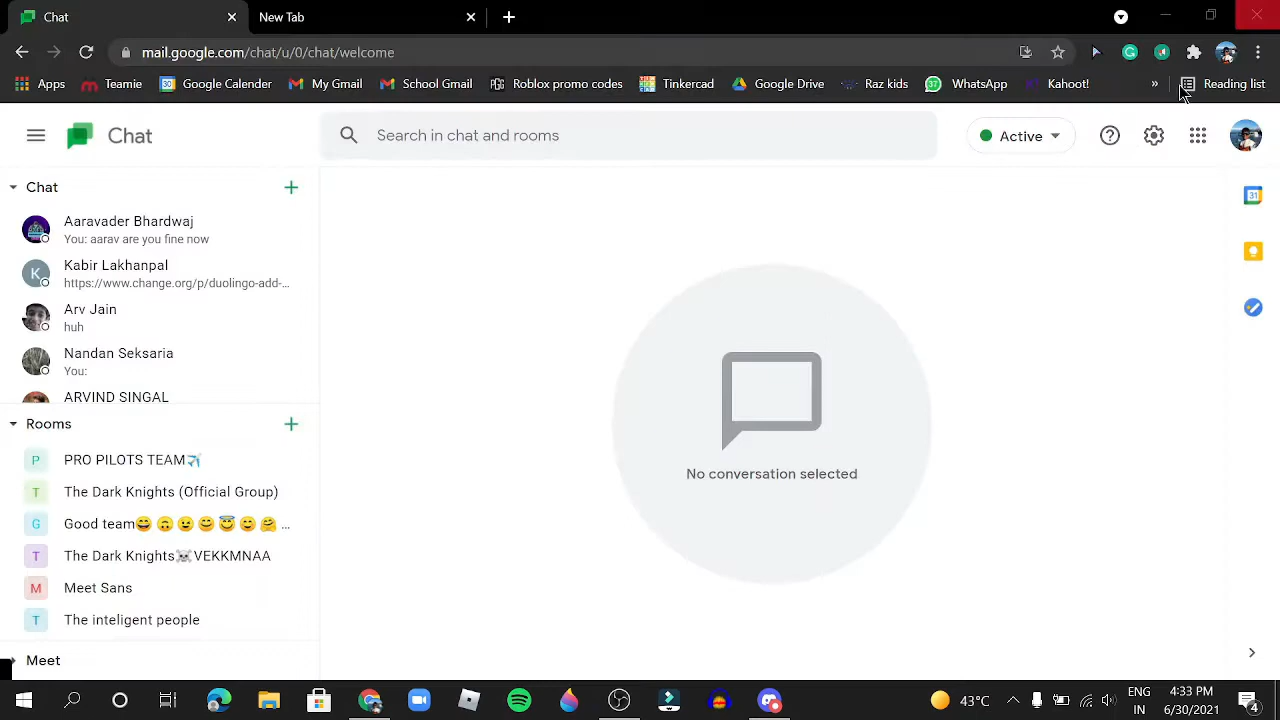 Chat
New Tab
mail.google.com/chat/u/0/chat/welcome
Apps
Teamie
Google Calender
My Gmail
School Gmail
Roblox promo codes
Tinkercad
Google Drive
Raz kids
WhatsApp
Kahoot!
»
Reading list
Chat
Search in chat and rooms
Active
31
Chat
Aaravader Bhardwaj
You: aarav are you fine now
K
Kabir Lakhanpal
https://www.change.org/p/duolingo-add-...
Arv Jain
huh
Nandan Seksaria
You:
ARVIND SINGAL
Rooms
P PRO PILOTS TEAM✈️
T The Dark Knights (Official Group)
G Good team😄 🙃 😉 😀 😇 😊 🤗 ...
T The Dark Knights☠️VEKKMNAA
M Meet Sans
T The inteligent people
Meet
No conversation selected
43°C
ENG
IN
4:33 PM
6/30/2021
4